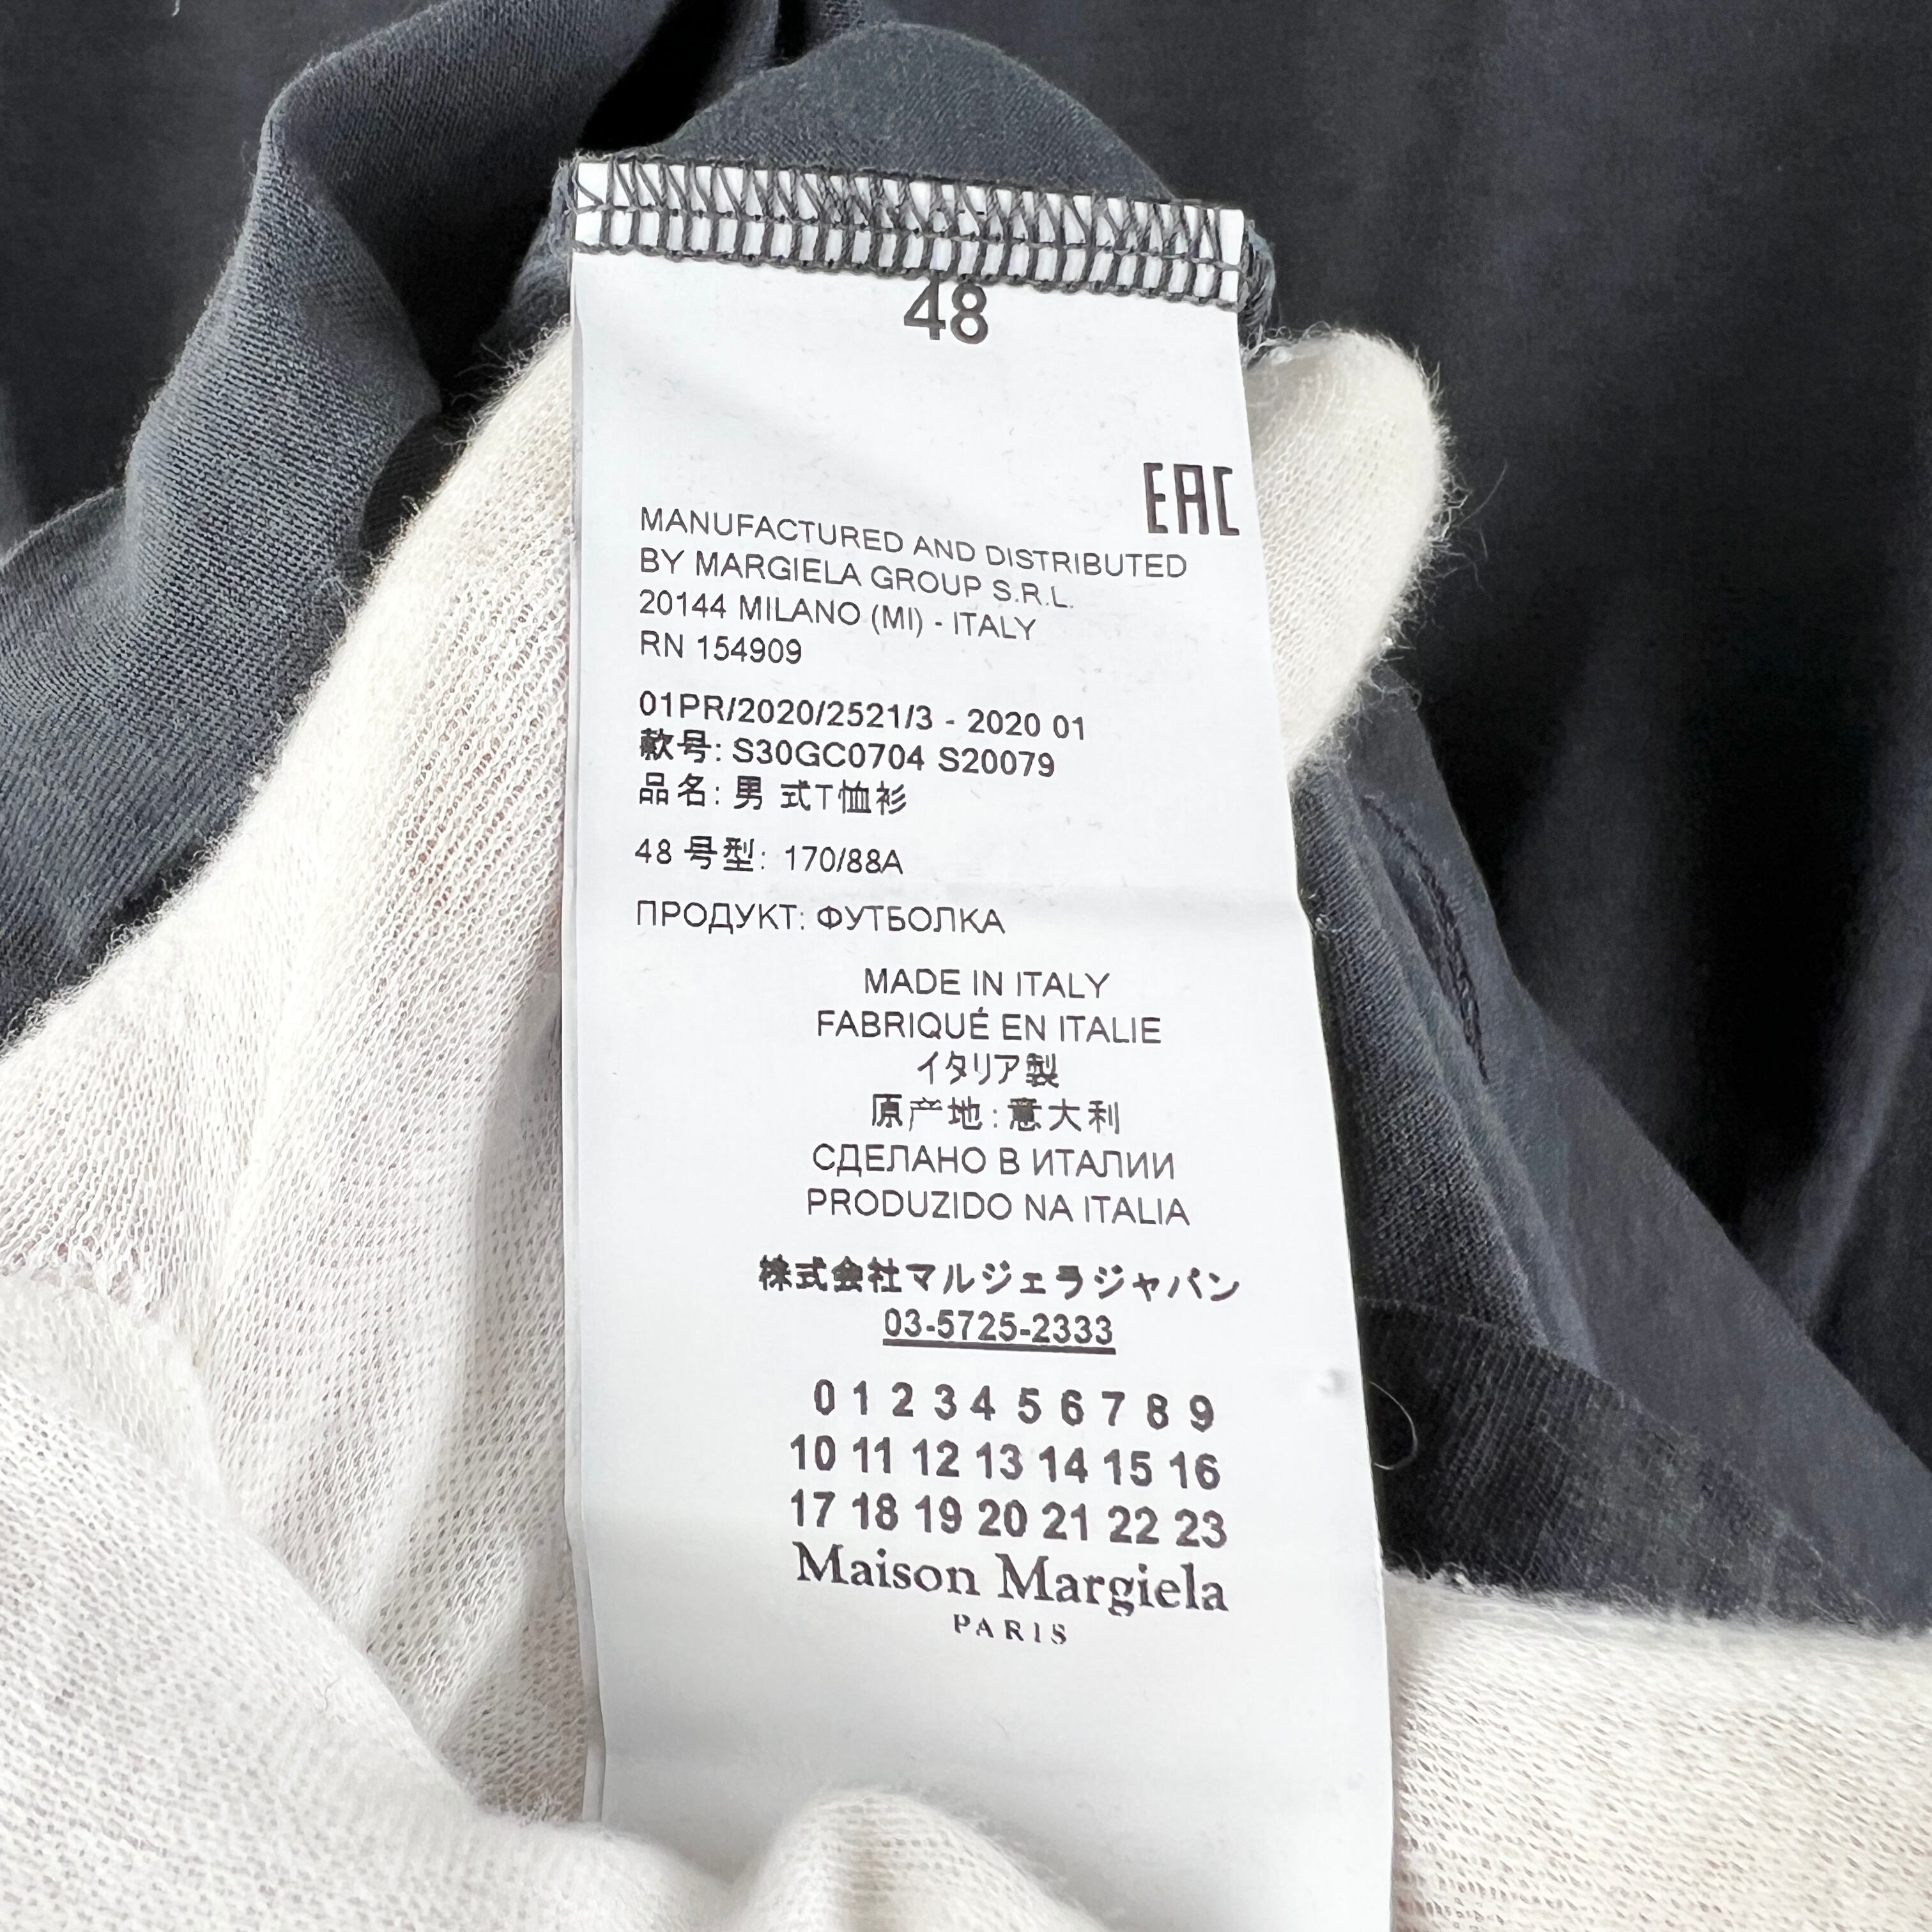 48
EAC
MANUFACTURED AND DISTRIBUTED
BY MARGIELA GROUP S.R.L.
20144 MILANO (MI) - ITALY
RN 154909
01PR/2020/2521/3 - 2020 01
款号: S30GC0704 S20079
品名: 男 式T恤衫
48 号型: 170/88A
ПРОДУКТ: ФУТБОЛКА
MADE IN ITALY
FABRIQUÉ EN ITALIE
イタリア製
原产地: 意大利
СДЕЛАНО В ИТАЛИИ
PRODUZIDO NA ITALIA
株式会社マルジェラジャパン
03-5725-2333
0 1 2 3 4 5 6 7 8 9
10 11 12 13 14 15 16
17 18 19 20 21 22 23
Maison Margiela
PARIS